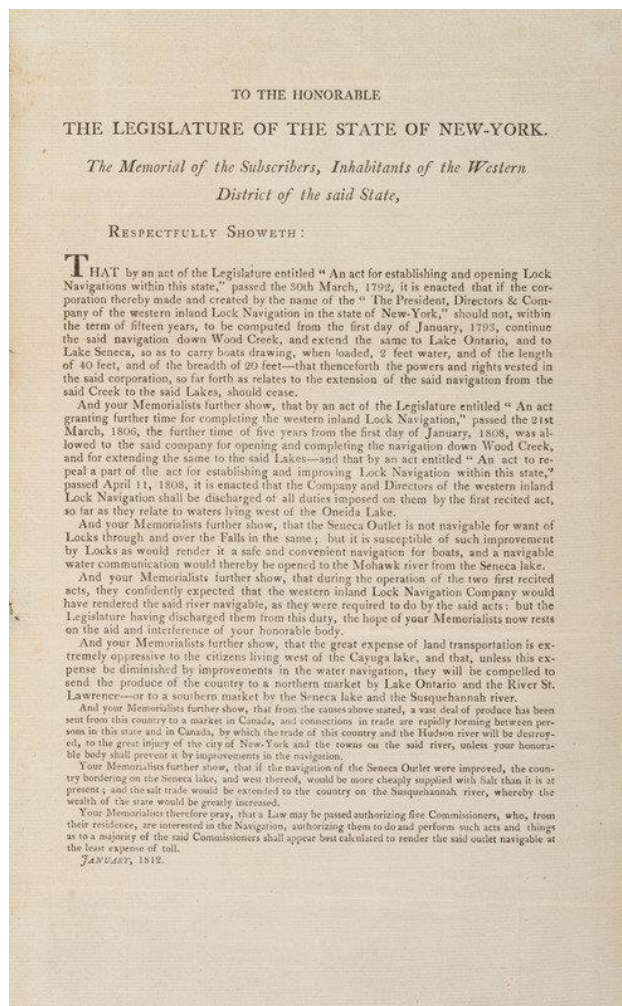 TO THE HONORABLE
THE LEGISLATURE OF THE STATE OF NEW-YORK.
The Memorial of the Subscribers, Inhabitants of the Western
District of the said State,
RESPECTFULLY SHOWETH:
THAT by an act of the Legislature entitled “ An act for establishing and opening Lock
Navigations within this state,” passed the 30th March, 1792, it is enacted that if the cor-
poration thereby made and created by the name of the “ The President, Directors & Com-
pany of the western inland Lock Navigation in the state of New-York,” should not, within
the term of fifteen years, to be computed from the first day of January, 1793, continue
the said navigation down Wood Creek, and extend the same to Lake Ontario, and to
Lake Seneca, so as to carry boats drawing, when loaded, 2 feet water, and of the length
of 40 feet, and of the breadth of 20 feet—that thenceforth the powers and rights vested in
the said corporation, so far forth as relates to the extension of the said navigation from the
said Creek to the said Lakes, should cease.
And your Memorialists further show, that by an act of the Legislature entitled “ An act
granting further time for completing the western inland Lock Navigation,” passed the 21st
March, 1806, the further time of five years from the first day of January, 1808, was al-
lowed to the said company for opening and completing the navigation down Wood Creek,
and for extending the same to the said Lakes—and that by an act entitled “ An act to re-
peal a part of the act for establishing and improving Lock Navigation within this state,”
passed April 11, 1808, it is enacted that the Company and Directors of the western inland
Lock Navigation shall be discharged of all duties imposed on them by the first recited act,
so far as they relate to waters lying west of the Oneida Lake.
And your Memorialists further show, that the Seneca Outlet is not navigable for want of
Locks through and over the Falls in the same ; but it is susceptible of such improvement
by Locks as would render it a safe and convenient navigation for boats, and a navigable
water communication would thereby be opened to the Mohawk river from the Seneca lake.
And your Memorialists further show, that during the operation of the two first recited
acts, they confidently expected that the western inland Lock Navigation Company would
have rendered the said river navigable, as they were required to do by the said acts : but the
Legislature having discharged them from this duty, the hope of your Memorialists now rests
on the aid and interference of your honorable body.
And your Memorialists further show, that the great expense of land transportation is ex-
tremely oppressive to the citizens living west of the Cayuga lake, and that, unless this ex-
pense be diminished by improvements in the water navigation, they will be compelled to
send the produce of the country to a northern market by Lake Ontario and the River St.
Lawrence—or to a southern market by the Seneca lake and the Susquehannah river.
And your Memorialists further show, that from the causes above stated, a vast deal of produce has been
sent from this country to a market in Canada, and connections in trade are rapidly forming between per-
sons in this state and in Canada, by which the trade of this country and the Hudson river will be destroy-
ed, to the great injury of the city of New-York and the towns on the said river, unless your honora-
ble body shall prevent it by improvements in the navigation.
Your Memorialists further show, that if the navigation of the Seneca Outlet were improved, the coun-
try bordering on the Seneca lake, and west thereof, would be more cheaply supplied with Salt than it is at
present ; and the salt trade would be extended to the country on the Susquehannah river, whereby the
wealth of the state would be greatly increased.
Your Memorialists therefore pray, that a Law may be passed authorizing five Commissioners, who, from
their residence, are interested in the Navigation, authorizing them to do and perform such acts and things
as to a majority of the said Commissioners shall appear best calculated to render the said outlet navigable at
the least expense of toll.
JANUARY, 1812.